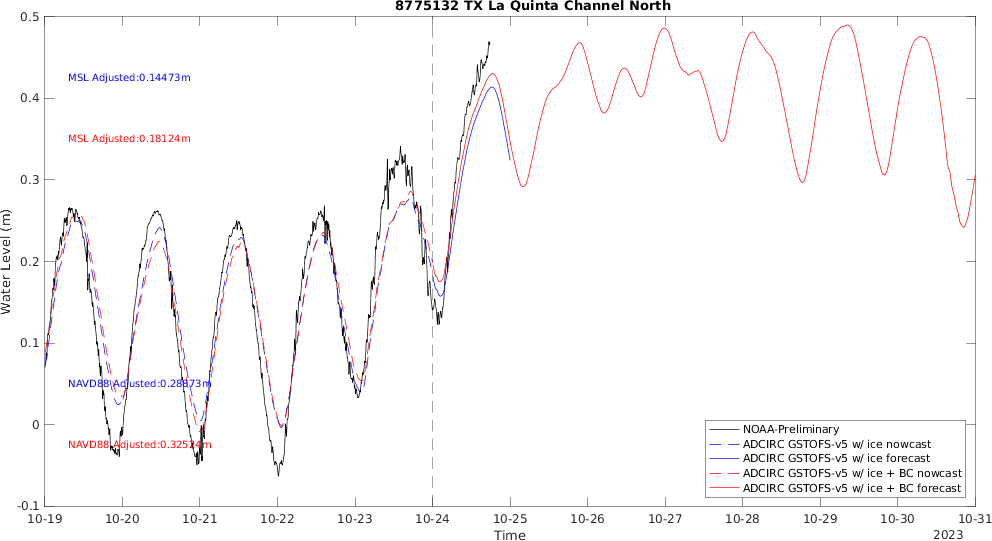 8775132 TX La Quinta Channel North
0.5
0.4
0.3
0.2
0.1
0
-0.1
Water Level (m)
MSL Adjusted:0.14473m
MSL Adjusted:0.18124m
NAVD88 Adjusted:0.28873m
NAVD88 Adjusted:0.32524m
NOAA-Preliminary
ADCIRC GSTOFS-v5 w/ ice nowcast
ADCIRC GSTOFS-v5 w/ ice forecast
ADCIRC GSTOFS-v5 w/ ice + BC nowcast
ADCIRC GSTOFS-v5 w/ ice + BC forecast
10-19 10-20 10-21 10-22 10-23 10-24 10-25 10-26 10-27 10-28 10-29 10-30 10-31
Time
2023